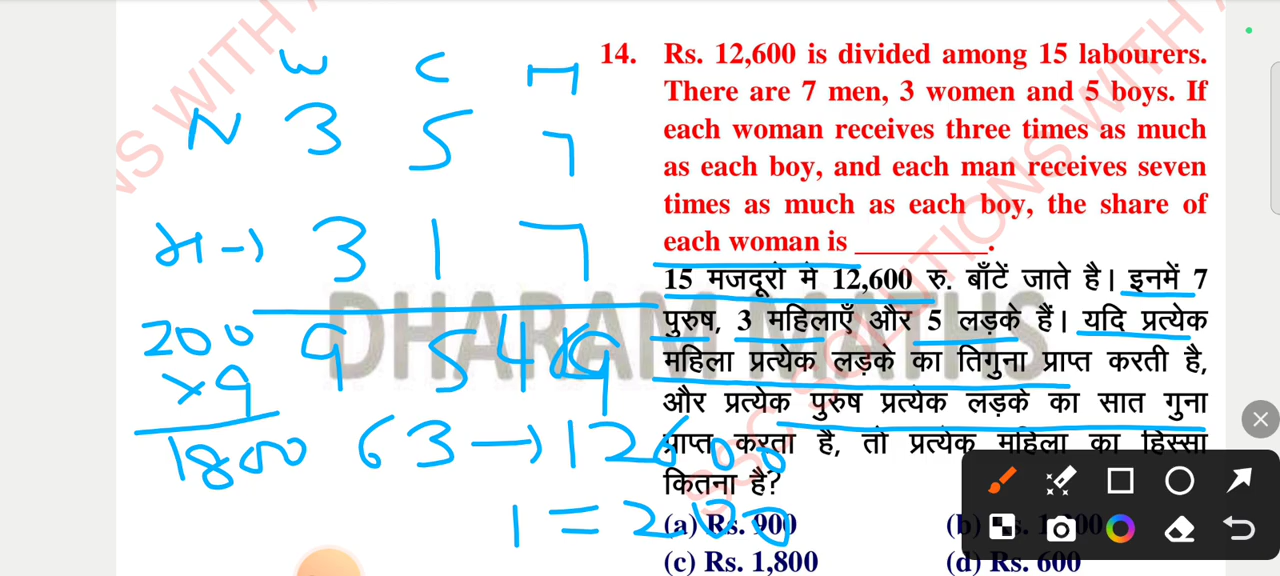 14. Rs. 12,600 is divided among 15 labourers.
There are 7 men, 3 women and 5 boys. If
each woman receives three times as much
as each boy, and each man receives seven
times as much as each boy, the share of
each woman is ________.
15 मजदूरो मे 12,600 रु. बाँटें जाते है। इनमें 7
पुरुष, 3 महिलाएँ और 5 लड़के हैं। यदि प्रत्येक
महिला प्रत्येक लड़के का तिगुना प्राप्त करती है,
और प्रत्येक पुरुष प्रत्येक लड़के का सात गुना
प्राप्त करता है, तो प्रत्येक महिला का हिस्सा
कितना है?
(a) Rs. 900
(c) Rs. 1,800
(d) Rs. 600
W C M
N 3 5 7
3 1 7
9 5 49
63 → 12600
1 = 200
200
×9
1800
DHARAM MATHS
SSC SOLUTIONS WITH